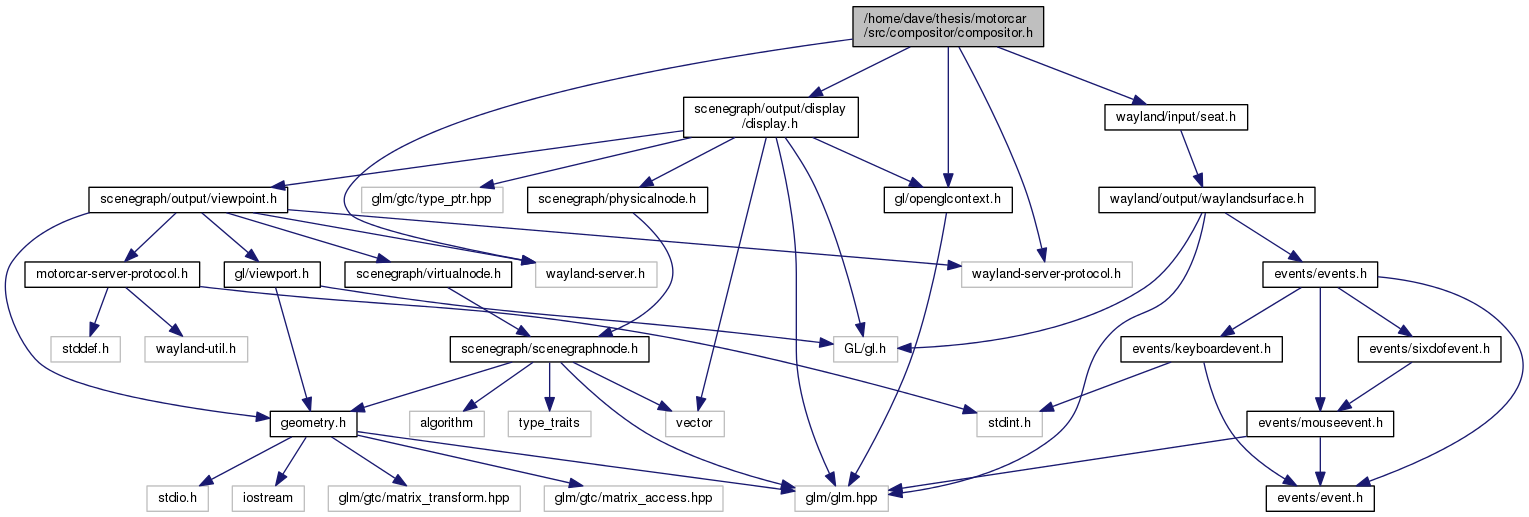 /home/dave/thesis/motorcar
/src/compositor/compositor.h
scenegraph/output/display
/display.h
wayland/input/seat.h
scenegraph/output/viewpoint.h
glm/gtc/type_ptr.hpp
scenegraph/physicalnode.h
gl/openglcontext.h
wayland/output/waylandsurface.h
motorcar-server-protocol.h
gl/viewport.h
scenegraph/virtualnode.h
wayland-server.h
wayland-server-protocol.h
events/events.h
stddef.h
wayland-util.h
scenegraph/scenegraphnode.h
GL/gl.h
events/keyboardevent.h
events/sixdofevent.h
geometry.h
algorithm
type_traits
vector
stdint.h
events/mouseevent.h
stdio.h
iostream
glm/gtc/matrix_transform.hpp
glm/gtc/matrix_access.hpp
glm/glm.hpp
events/event.h